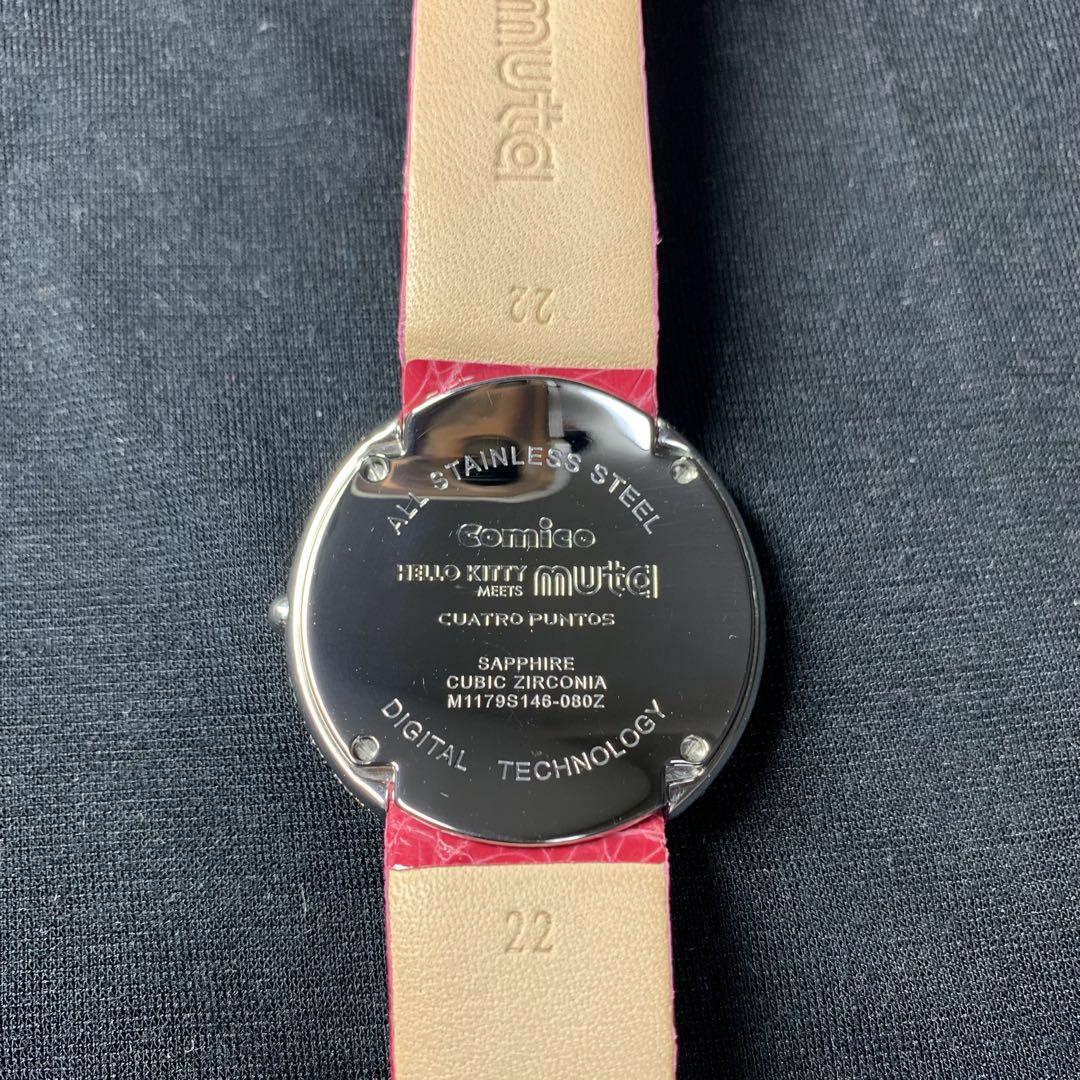 muta
22
ALL STAINLESS STEEL
comico
HELLO KITTY
MEETS
muta
CUATRO PUNTOS
SAPPHIRE
CUBIC ZIRCONIA
M1179S146-080Z
DIGITAL TECHNOLOGY
22